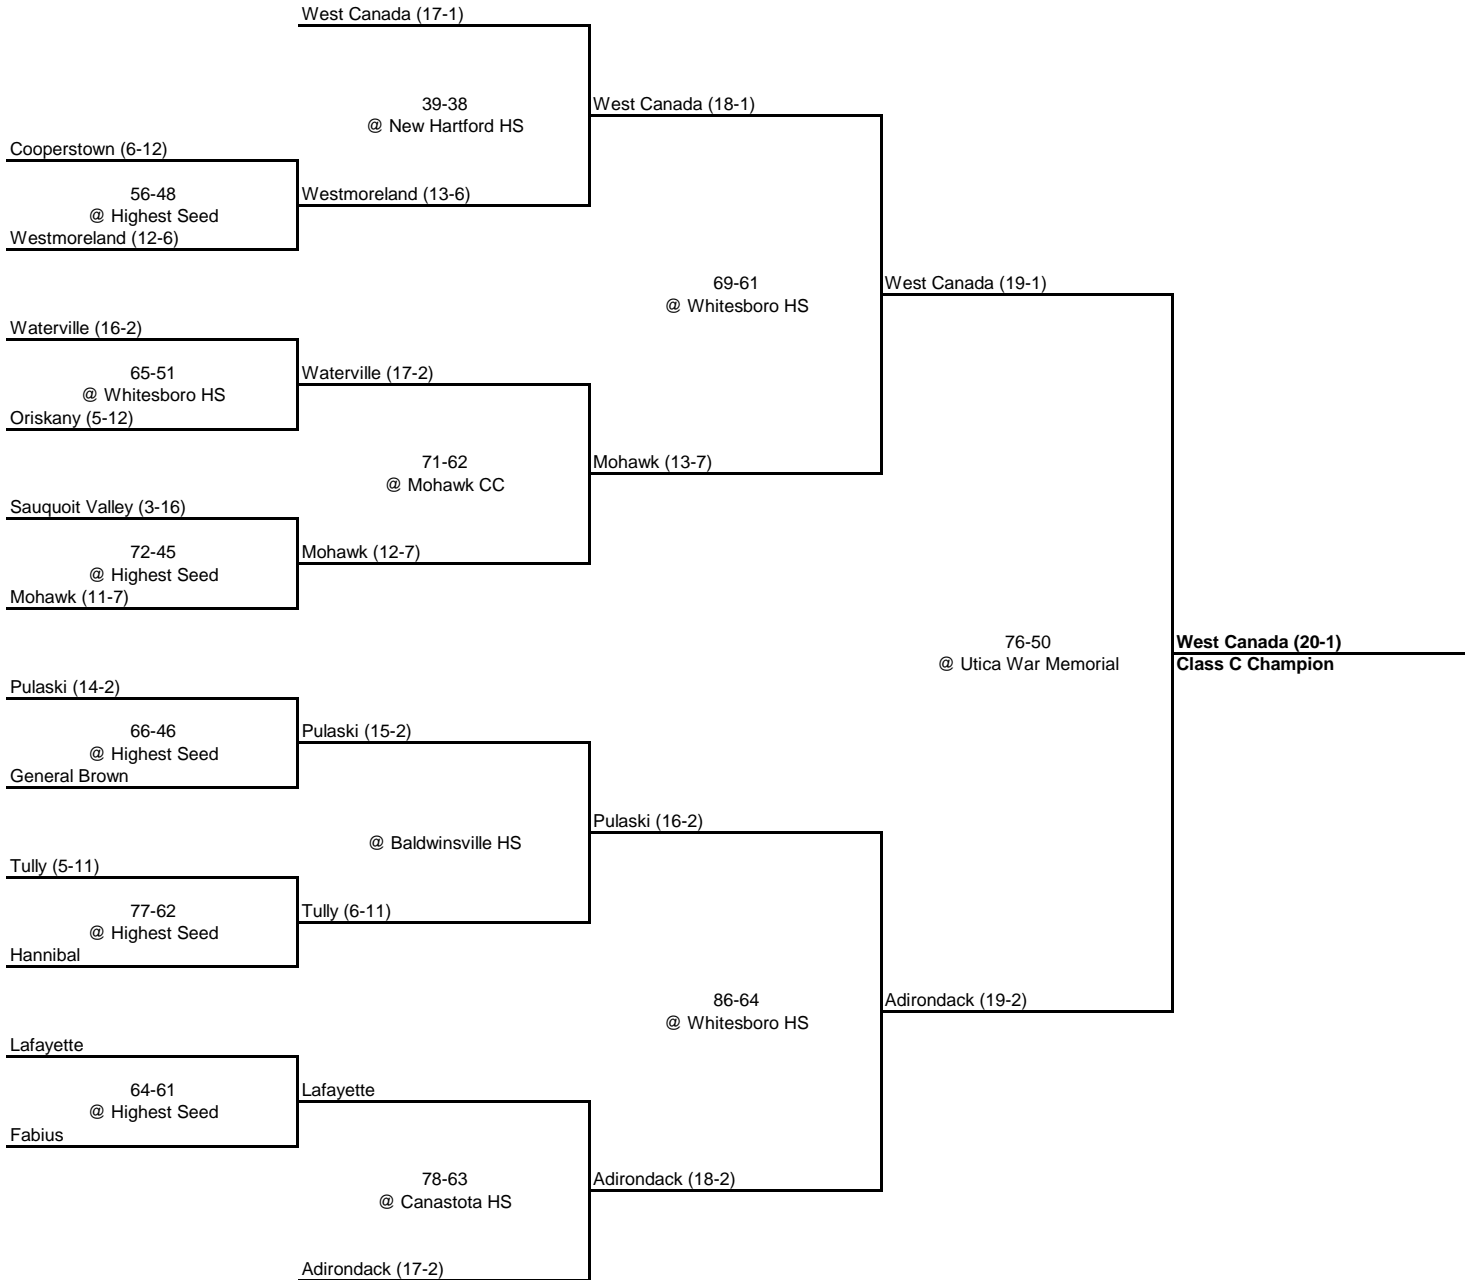 West Canada (17-1)
39-38
@ New Hartford HS
West Canada (18-1)
Cooperstown (6-12)
56-48
@ Highest Seed
Westmoreland (13-6)
Westmoreland (12-6)
69-61
@ Whitesboro HS
West Canada (19-1)
Waterville (16-2)
65-51
@ Whitesboro HS
Waterville (17-2)
Oriskany (5-12)
71-62
@ Mohawk CC
Mohawk (13-7)
Sauquoit Valley (3-16)
72-45
@ Highest Seed
Mohawk (12-7)
Mohawk (11-7)
76-50
@ Utica War Memorial
West Canada (20-1)
Class C Champion
Pulaski (14-2)
66-46
@ Highest Seed
Pulaski (15-2)
General Brown
@ Baldwinsville HS
Pulaski (16-2)
Tully (5-11)
77-62
@ Highest Seed
Tully (6-11)
Hannibal
86-64
@ Whitesboro HS
Adirondack (19-2)
Lafayette
64-61
@ Highest Seed
Lafayette
Fabius
78-63
@ Canastota HS
Adirondack (18-2)
Adirondack (17-2)